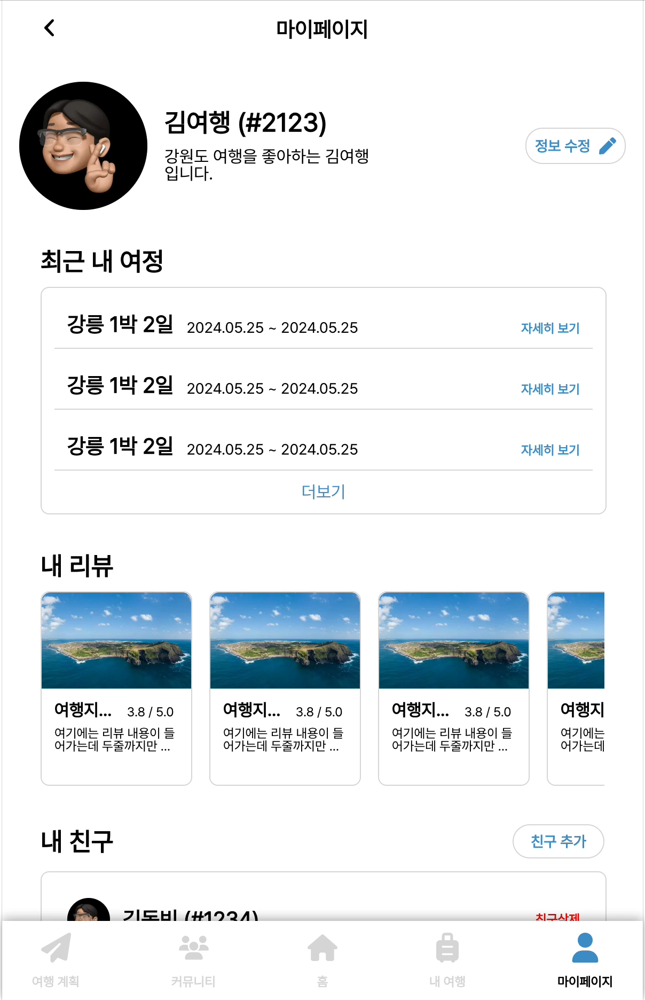 마이페이지
김여행 (#2123)
강원도 여행을 좋아하는 김여행
입니다.
정보 수정
최근 내 여정
강릉 1박 2일 2024.05.25 ~ 2024.05.25 자세히 보기
강릉 1박 2일 2024.05.25 ~ 2024.05.25 자세히 보기
강릉 1박 2일 2024.05.25 ~ 2024.05.25 자세히 보기
더보기
내 리뷰
여행지... 3.8 / 5.0
여기에는 리뷰 내용이 들
어가는데 두줄까지만 ...
여행지... 3.8 / 5.0
여기에는 리뷰 내용이 들
어가는데 두줄까지만 ...
여행지... 3.8 / 5.0
여기에는 리뷰 내용이 들
어가는데 두줄까지만 ...
여행지
여기에는
어가는데
내 친구
친구 추가
(#1234) 친구삭제
여행 계획
커뮤니티
홈
내 여행
마이페이지